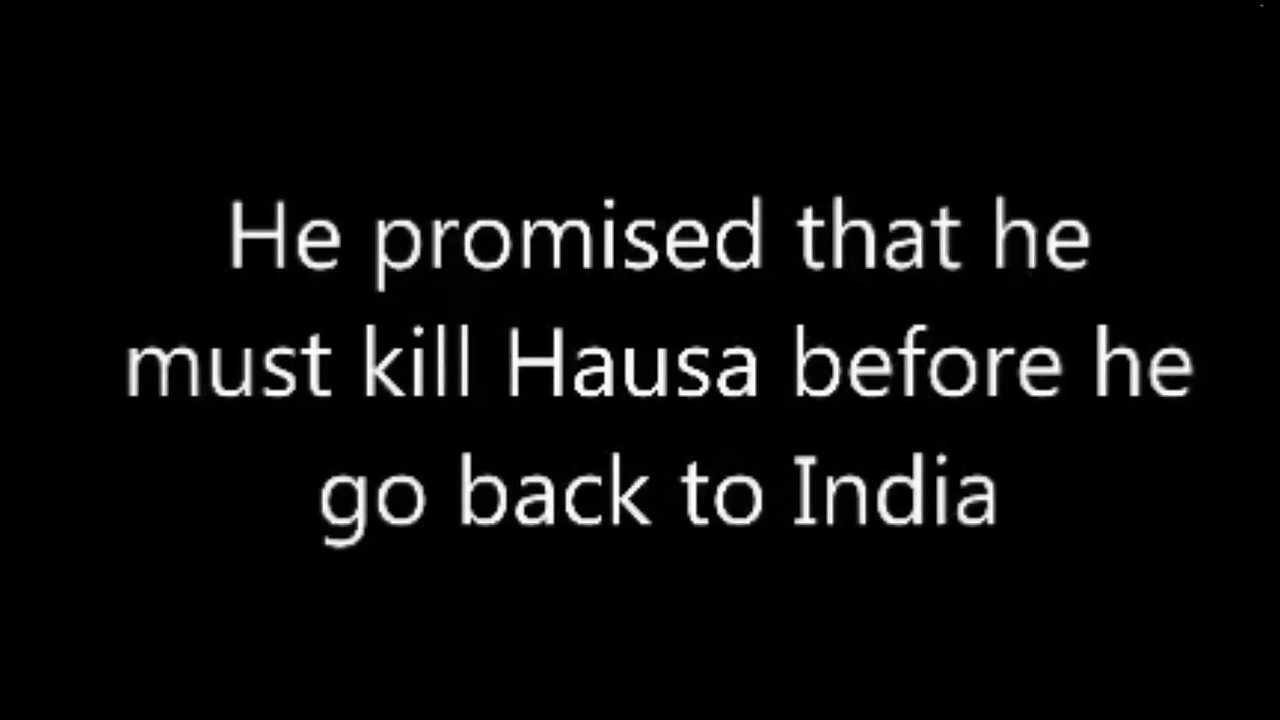 He promised that he
must kill Hausa before he
go back to India